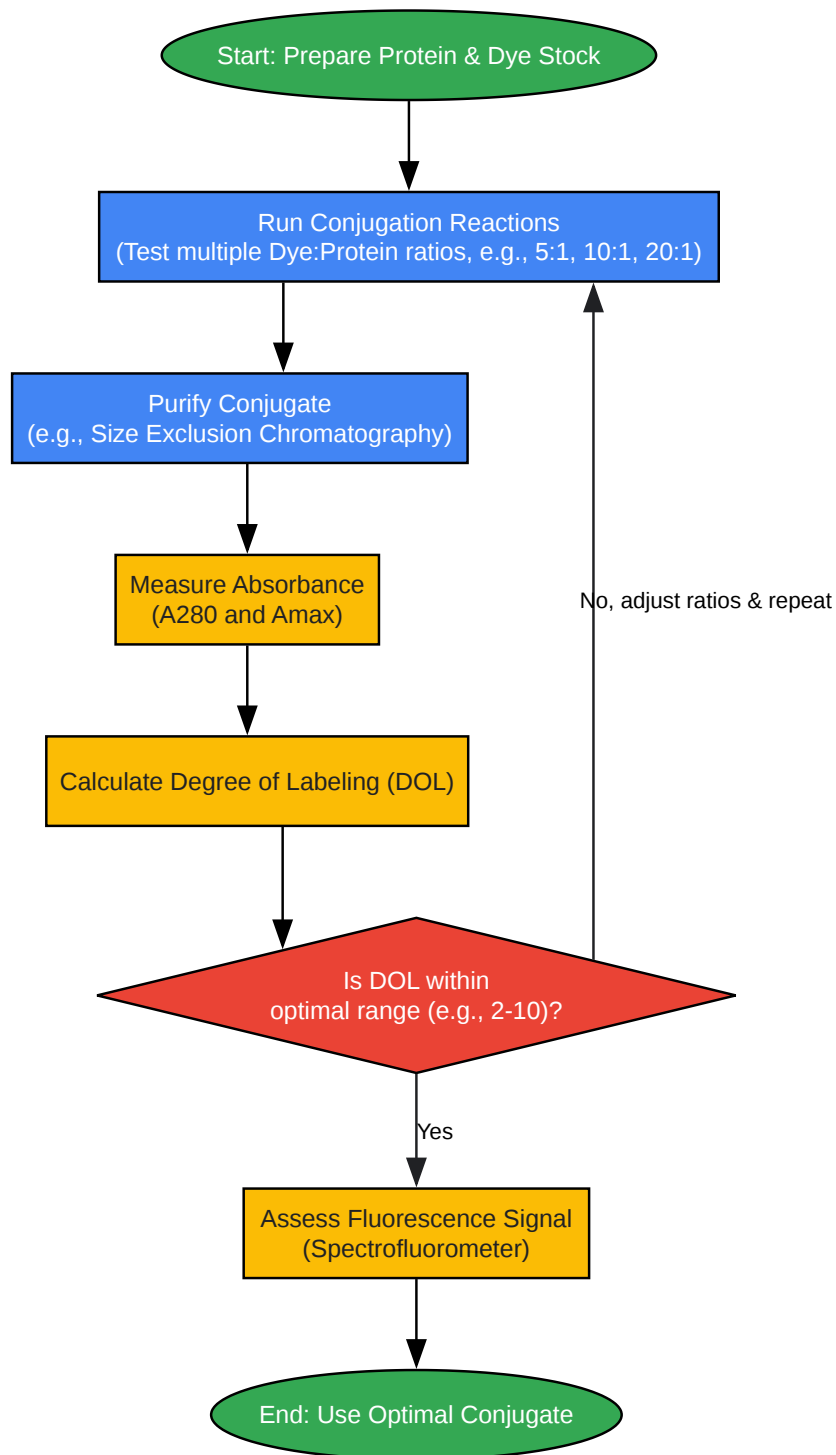 Start: Prepare Protein & Dye Stock
Run Conjugation Reactions
(Test multiple Dye:Protein ratios, e.g., 5:1, 10:1, 20:1)
Purify Conjugate
(e.g., Size Exclusion Chromatography)
Measure Absorbance
(A280 and Amax)
No, adjust ratios & repeat
Calculate Degree of Labeling (DOL)
Is DOL within
optimal range (e.g., 2-10)?
Yes
Assess Fluorescence Signal
(Spectrofluorometer)
End: Use Optimal Conjugate